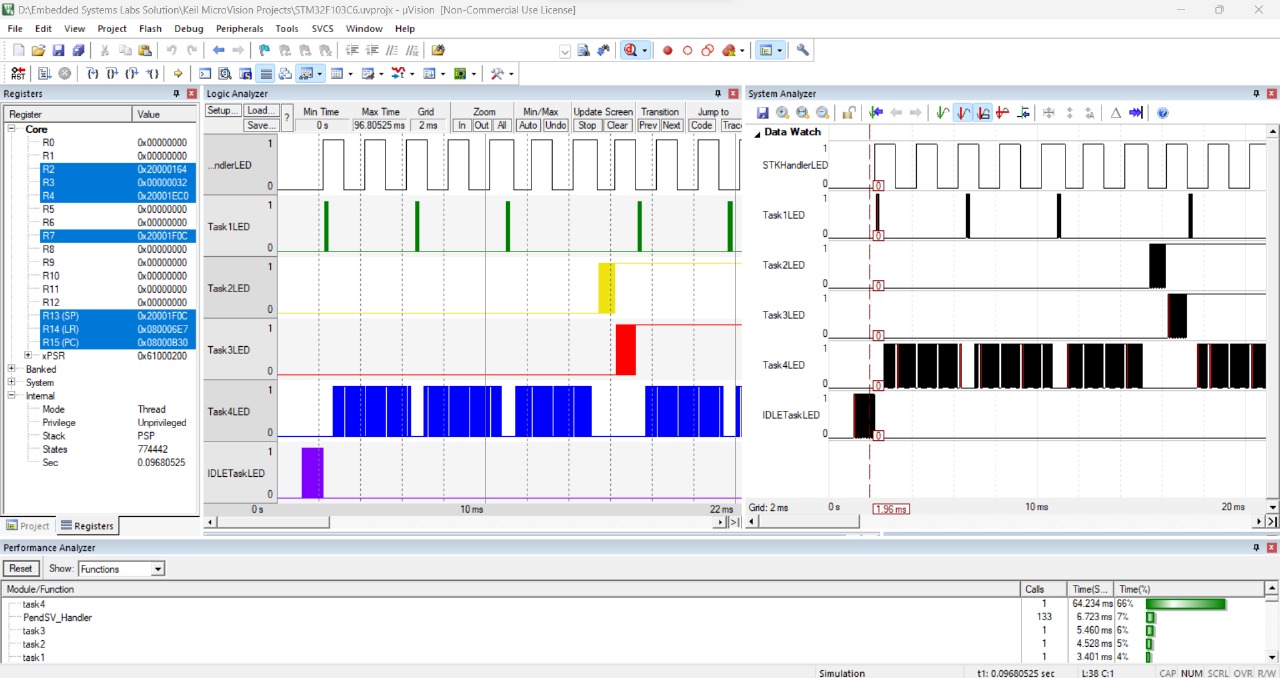 D:\Embedded Systems Labs Solution\Keil MicroVision Projects\STM32F103C6.uvprojx - µVision [Non-Commercial Use License]
File Edit View Project Flash Debug Peripherals Tools SVCS Window Help
Registers
Register Value
Core
R0 0x00000000
R1 0x00000000
R2 0x20000164
R3 0x00000032
R4 0x20001EC0
R5 0x00000000
R6 0x00000000
R7 0x20001F0C
R8 0x00000000
R9 0x00000000
R10 0x00000000
R11 0x00000000
R12 0x00000000
R13 (SP) 0x20001F0C
R14 (LR) 0x080006E7
R15 (PC) 0x08000B30
xPSR 0x61000200
Banked
System
Internal
Mode Thread
Privilege Unprivileged
Stack PSP
States 774442
Sec 0.09680525
Project Registers
Logic Analyzer
Setup... Load... ? Min Time Max Time Grid Zoom Min/Max Update Screen Transition Jump to
Save... 0 s 96.80525 ms 2 ms In Out All Auto Undo Stop Clear Prev Next Code Trace
1
...ndlerLED
0
1
Task1LED
0
1
Task2LED
0
1
Task3LED
0
1
Task4LED
0
1
IDLETaskLED
0
0 s 10 ms 22 ms
System Analyzer
Data Watch
1
STKHandlerLED
0 0
1
Task1LED
0 0
1
Task2LED
0 0
1
Task3LED
0 0
1
Task4LED
0 0
1
IDLETaskLED
0 0
Grid: 2 ms 0 s 1.96 ms 10 ms 20 ms
Performance Analyzer
Reset Show: Functions
Module/Function Calls Time(S... Time(%)
task4 1 64.234 ms 66%
PendSV_Handler 133 6.723 ms 7%
task3 1 5.460 ms 6%
task2 1 4.528 ms 5%
task1 1 3.401 ms 4%
Simulation t1: 0.09680525 sec L:38 C:1 CAP NUM SCRL OVR R/W